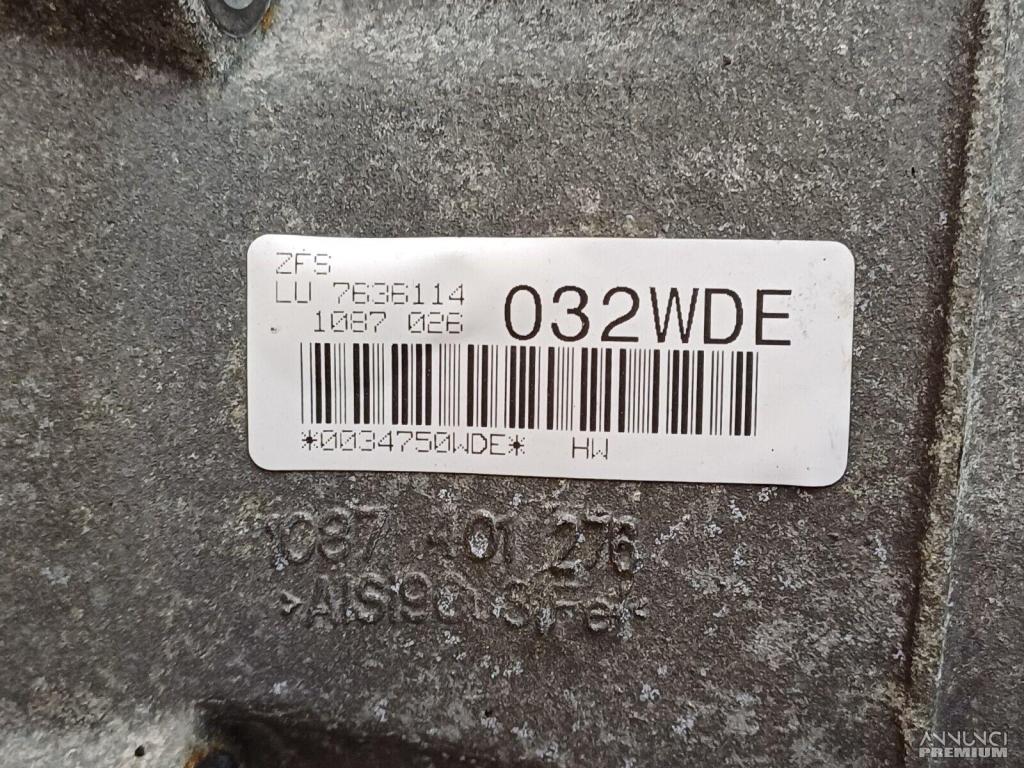 ZFS
LU 7636114
1087 026
032WDE
*0034750WDE* HW
1087 401 276
ANNUNCI
PREMIUM